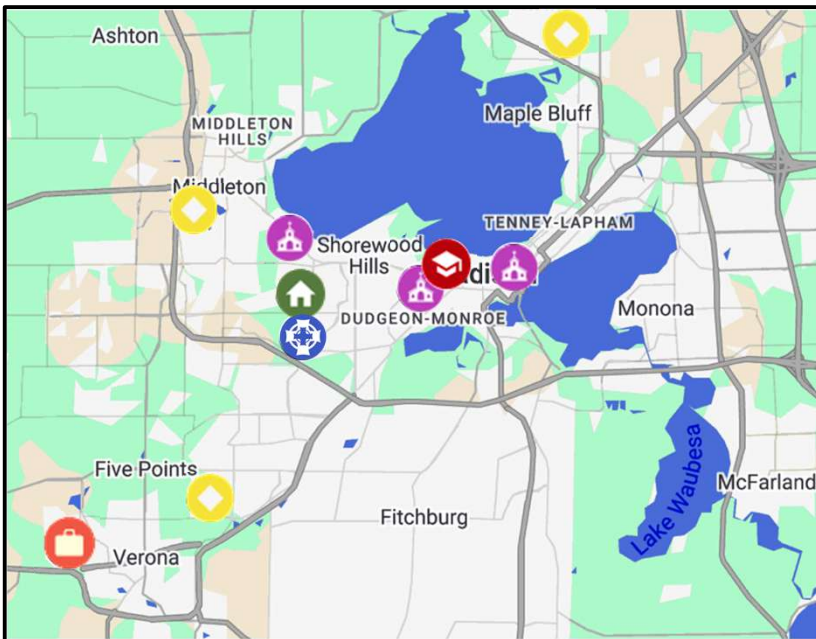 Ashton
MIDDLETON
HILLS
Maple Bluff
Middleton
TENNEY-LAPHAM
Shorewood
Hills
Monona
DUDGEON-MONROE
Five Points
Lake Waubesa
McFarland
Fitchburg
Verona